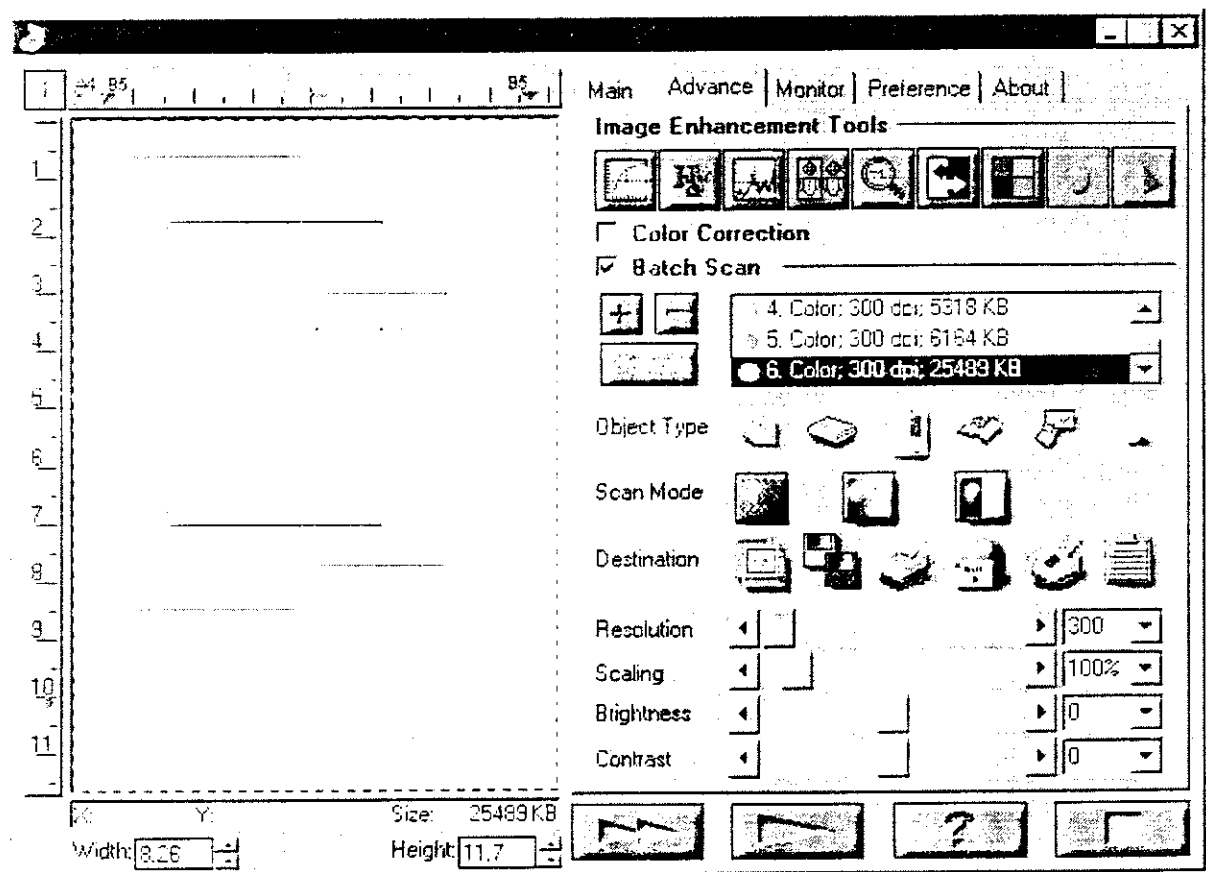 A4 B5 B5
Main Advance Monitor Preference About
Image Enhancement Tools
Color Correction
Batch Scan
4. Color; 300 dpi; 5318 KB
5. Color; 300 dpi; 6164 KB
6. Color; 300 dpi; 25489 KB
Object Type
Scan Mode
Destination
Resolution 300
Scaling 100%
Brightness 0
Contrast 0
1
2
3
4
5
6
7
8
9
10
11
X: Y: Size: 25489 KB
Width: 8.26 Height: 11.7
?